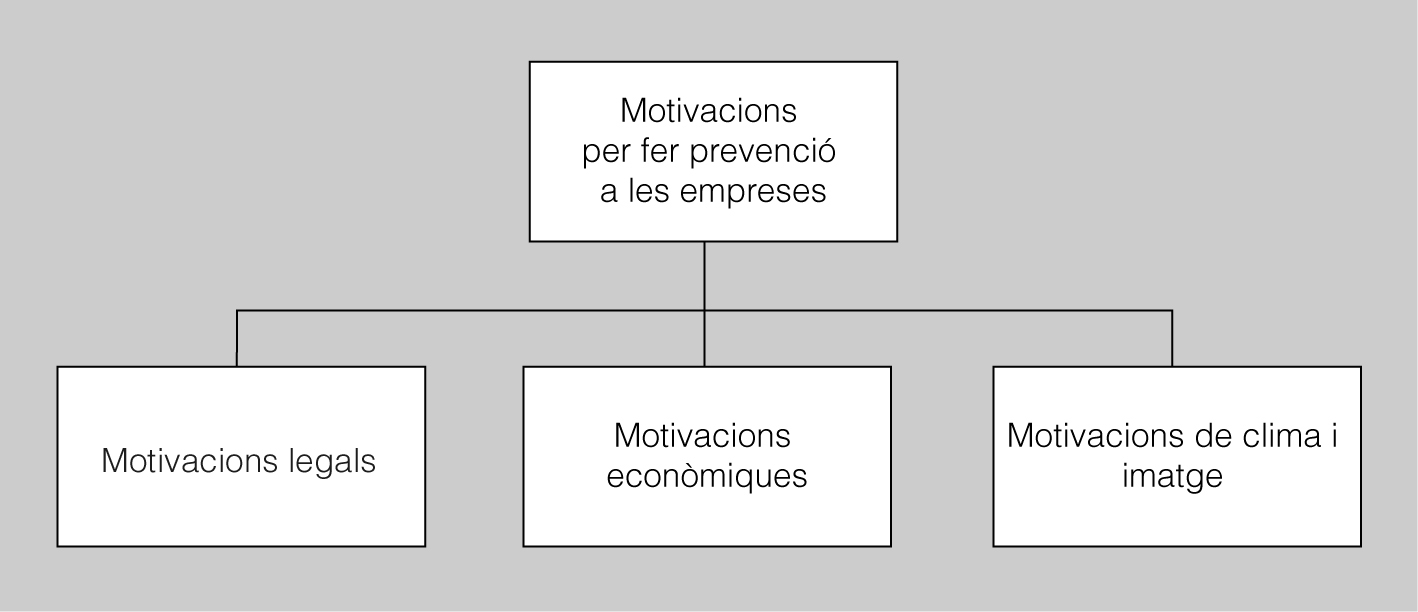 Motivacions
per fer prevenció
a les empreses
Motivacions legals
Motivacions
econòmiques
Motivacions de clima i
imatge